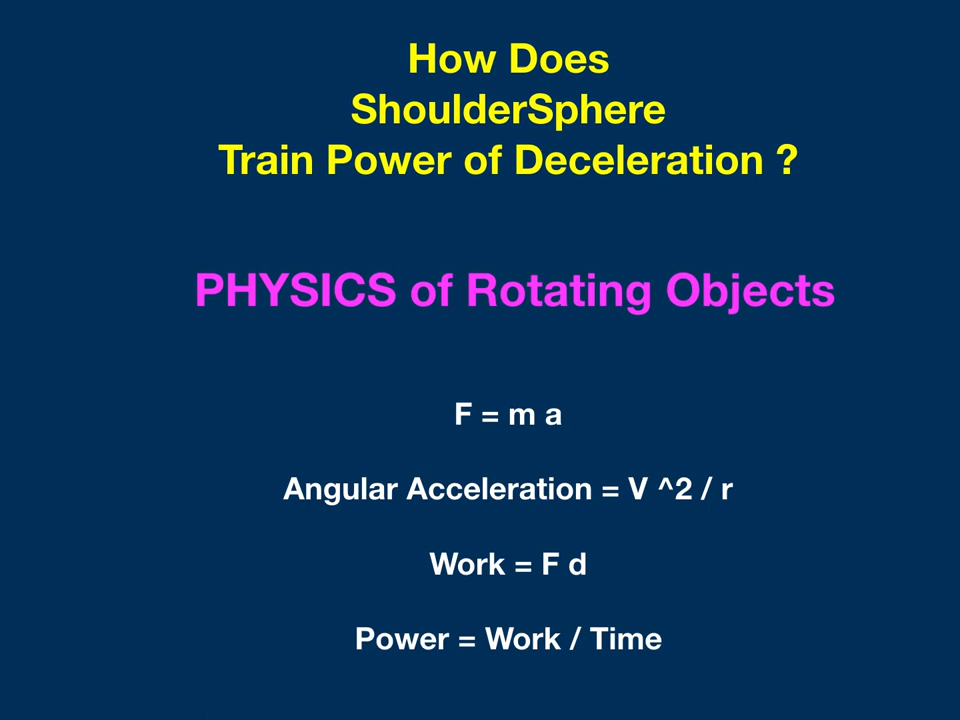 How Does
ShoulderSphere
Train Power of Deceleration ?
PHYSICS of Rotating Objects
F = m a
Angular Acceleration = V ^2 / r
Work = F d
Power = Work / Time